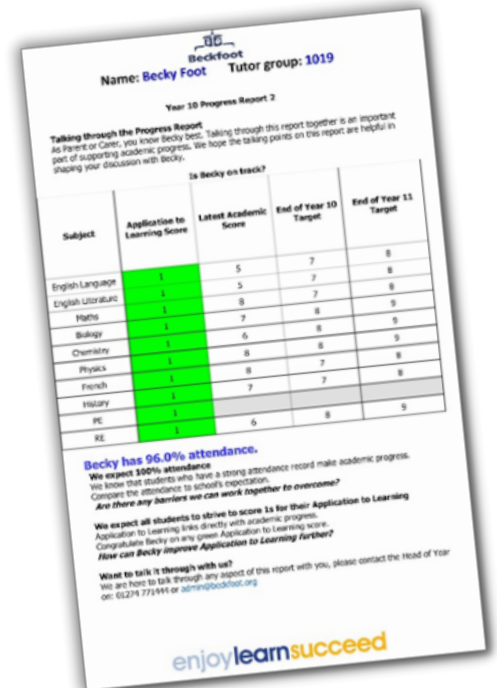 Beckfoot
Name: Becky Foot Tutor group: 1019
Year 10 Progress Report 2
Talking through the Progress Report
As Parent or Carer, you know Becky best. Talking through this report together is an important
part of supporting academic progress. We hope the talking points on this report are helpful in
shaping your discussion with Becky.
Is Becky on track?
Subject Application to Learning Score Latest Academic Score End of Year 10 Target End of Year 11 Target
English Language 1 5 7 8
English Literature 1 5 7 8
Maths 1 8 7 8
Biology 1 7 8 9
Chemistry 1 6 8 9
Physics 1 8 8 9
French 1 8 7 8
History 1 7 7 8
PE 1
RE 1 6 8 9
Becky has 96.0% attendance.
We expect 100% attendance
We know that students who have a strong attendance record make academic progress.
Compare the attendance to school's expectation.
Are there any barriers we can work together to overcome?
We expect all students to strive to score 1s for their Application to Learning
Application to Learning links directly with academic progress.
Congratulate Becky on any green Application to Learning score.
How can Becky improve Application to Learning further?
Want to talk it through with us?
We are here to talk through any aspect of this report with you, please contact the Head of Year
on: 01274 771444 or admin@beckfoot.org
enjoylearnsucceed